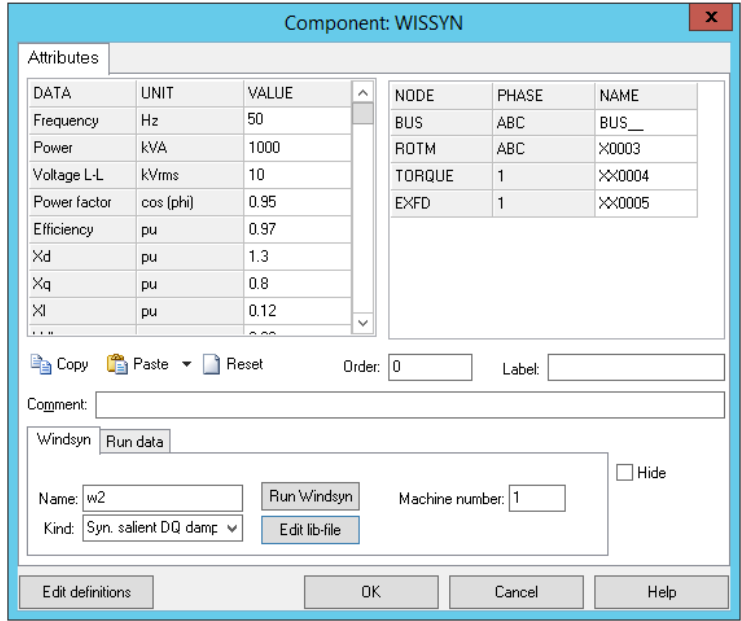 Component: WISSYN
x
Attributes
DATA UNIT VALUE
Frequency Hz 50
Power kVA 1000
Voltage L-L kVrms 10
Power factor cos (phi) 0.95
Efficiency pu 0.97
Xd pu 1.3
Xq pu 0.8
Xl pu 0.12
NODE PHASE NAME
BUS ABC BUS__
ROTM ABC X0003
TORQUE 1 XX0004
EXFD 1 XX0005
Copy Paste Reset Order: 0 Label:
Comment:
Windsyn Run data
Hide
Name: w2 Run Windsyn Machine number: 1
Kind: Syn. salient DQ damp Edit lib-file
Edit definitions OK Cancel Help